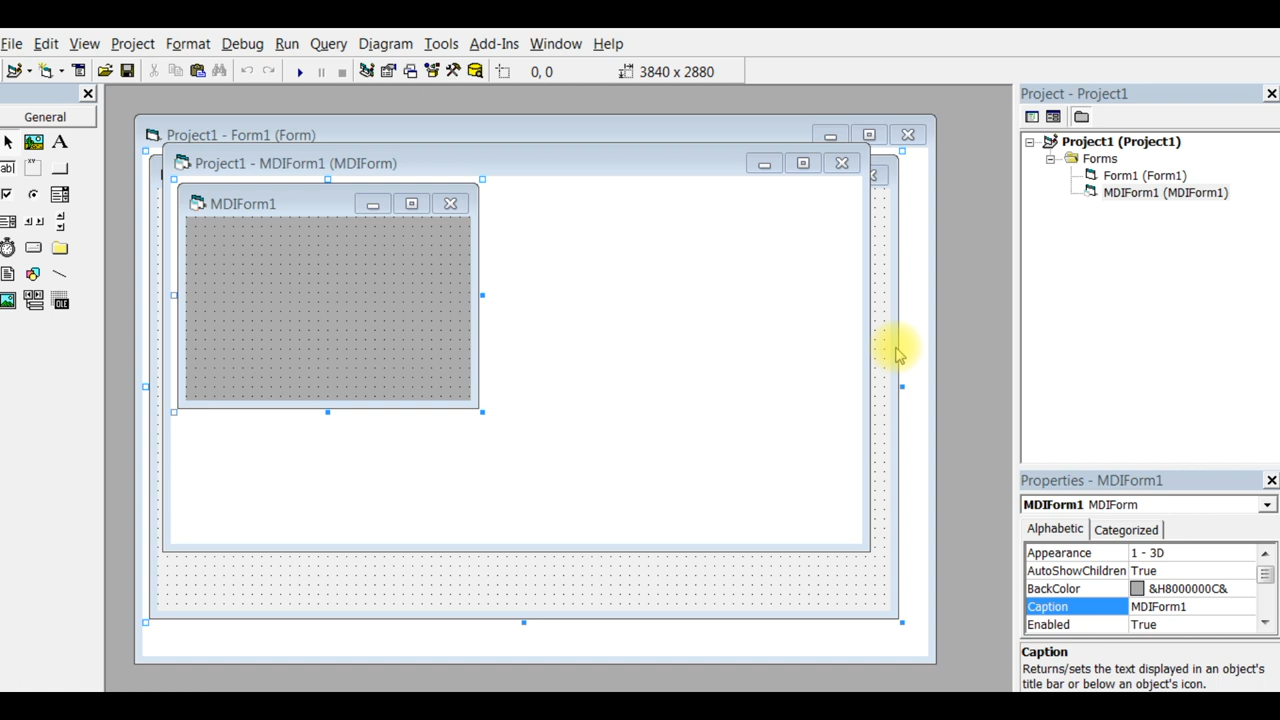 File Edit View Project Format Debug Run Query Diagram Tools Add-Ins Window Help
0, 0 3840 x 2880
General
ab|
xy
OLE
Project1 - Form1 (Form)
Project1 - MDIForm1 (MDIForm)
MDIForm1
Project - Project1
Project1 (Project1)
Forms
Form1 (Form1)
MDIForm1 (MDIForm1)
Properties - MDIForm1
MDIForm1 MDIForm
Alphabetic Categorized
Appearance 1 - 3D
AutoShowChildren True
BackColor &H8000000C&
Caption MDIForm1
Enabled True
Caption
Returns/sets the text displayed in an object's
title bar or below an object's icon.